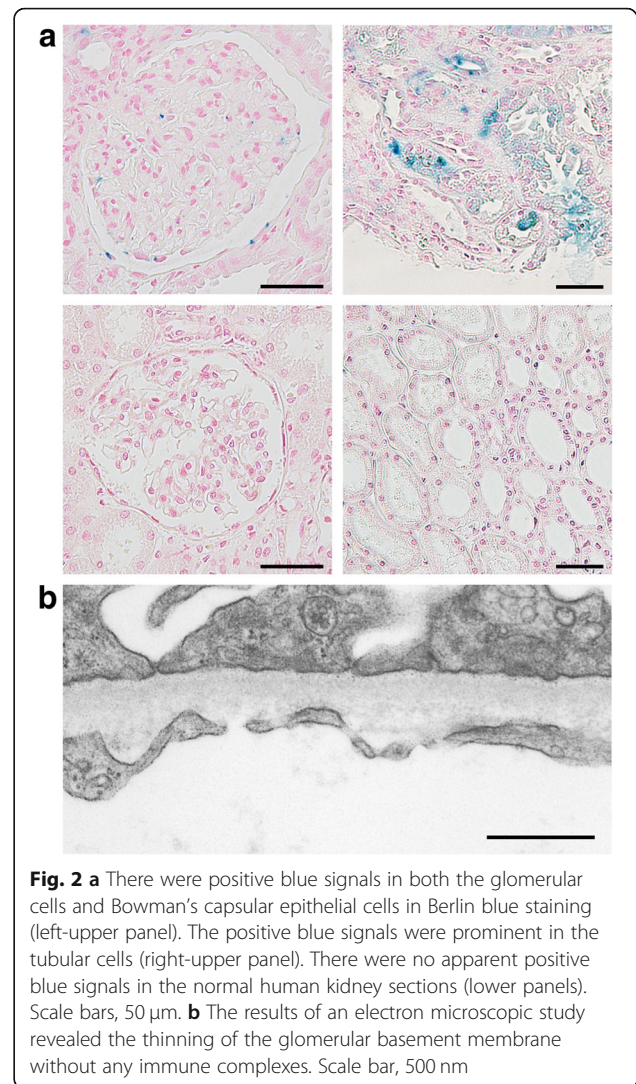 a
b
Fig. 2 a There were positive blue signals in both the glomerular
cells and Bowman's capsular epithelial cells in Berlin blue staining
(left-upper panel). The positive blue signals were prominent in the
tubular cells (right-upper panel). There were no apparent positive
blue signals in the normal human kidney sections (lower panels).
Scale bars, 50 μm. b The results of an electron microscopic study
revealed the thinning of the glomerular basement membrane
without any immune complexes. Scale bar, 500 nm